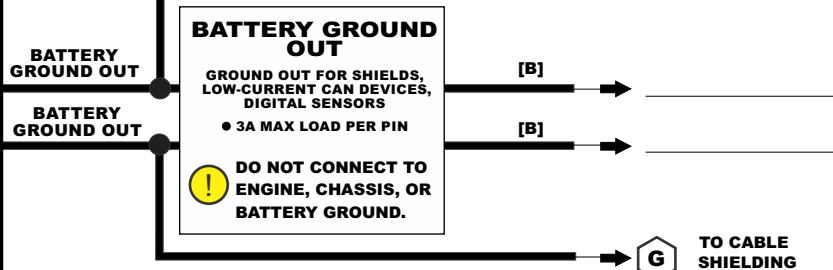 BATTERY GROUND
OUT
BATTERY
GROUND OUT
GROUND OUT FOR SHIELDS,
LOW-CURRENT CAN DEVICES,
DIGITAL SENSORS
[B]
BATTERY
GROUND OUT
● 3A MAX LOAD PER PIN
[B]
! DO NOT CONNECT TO
ENGINE, CHASSIS, OR
BATTERY GROUND.
G
TO CABLE
SHIELDING